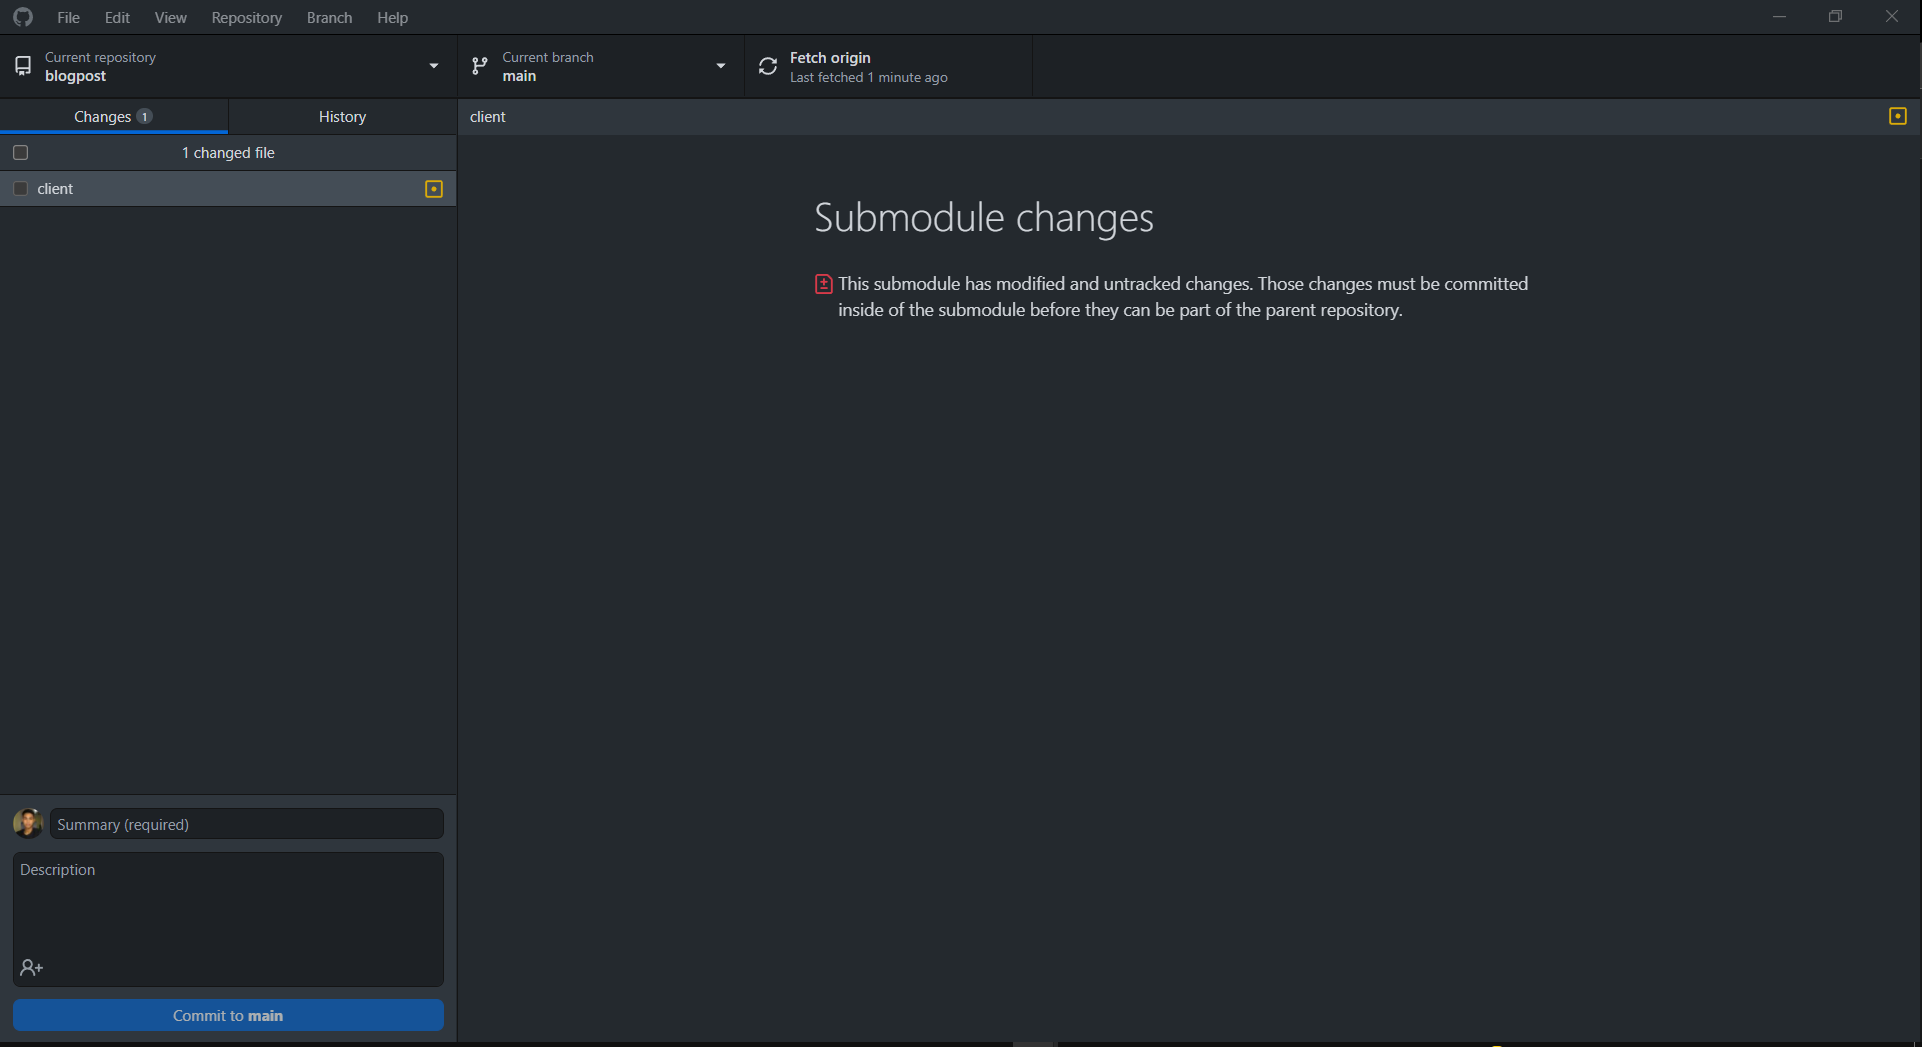 File Edit View Repository Branch Help
Current repository
blogpost
Current branch
main
Fetch origin
Last fetched 1 minute ago
Changes 1
History
client
1 changed file
client
Submodule changes
This submodule has modified and untracked changes. Those changes must be committed
inside of the submodule before they can be part of the parent repository.
Summary (required)
Description
Commit to main